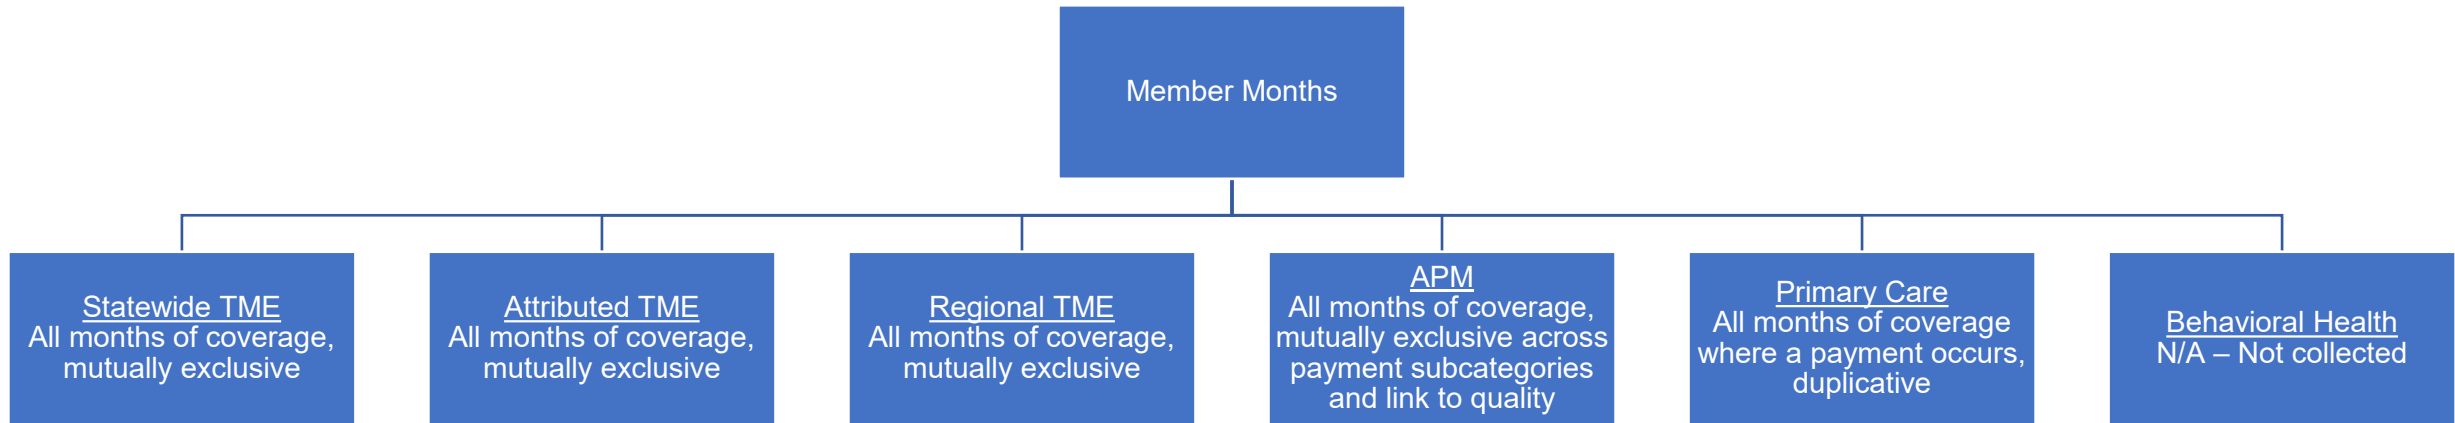 Member Months
Statewide TME
All months of coverage,
mutually exclusive
Attributed TME
All months of coverage,
mutually exclusive
Regional TME
All months of coverage,
mutually exclusive
APM
All months of coverage,
mutually exclusive across
payment subcategories
and link to quality
Primary Care
All months of coverage
where a payment occurs,
duplicative
Behavioral Health
N/A – Not collected